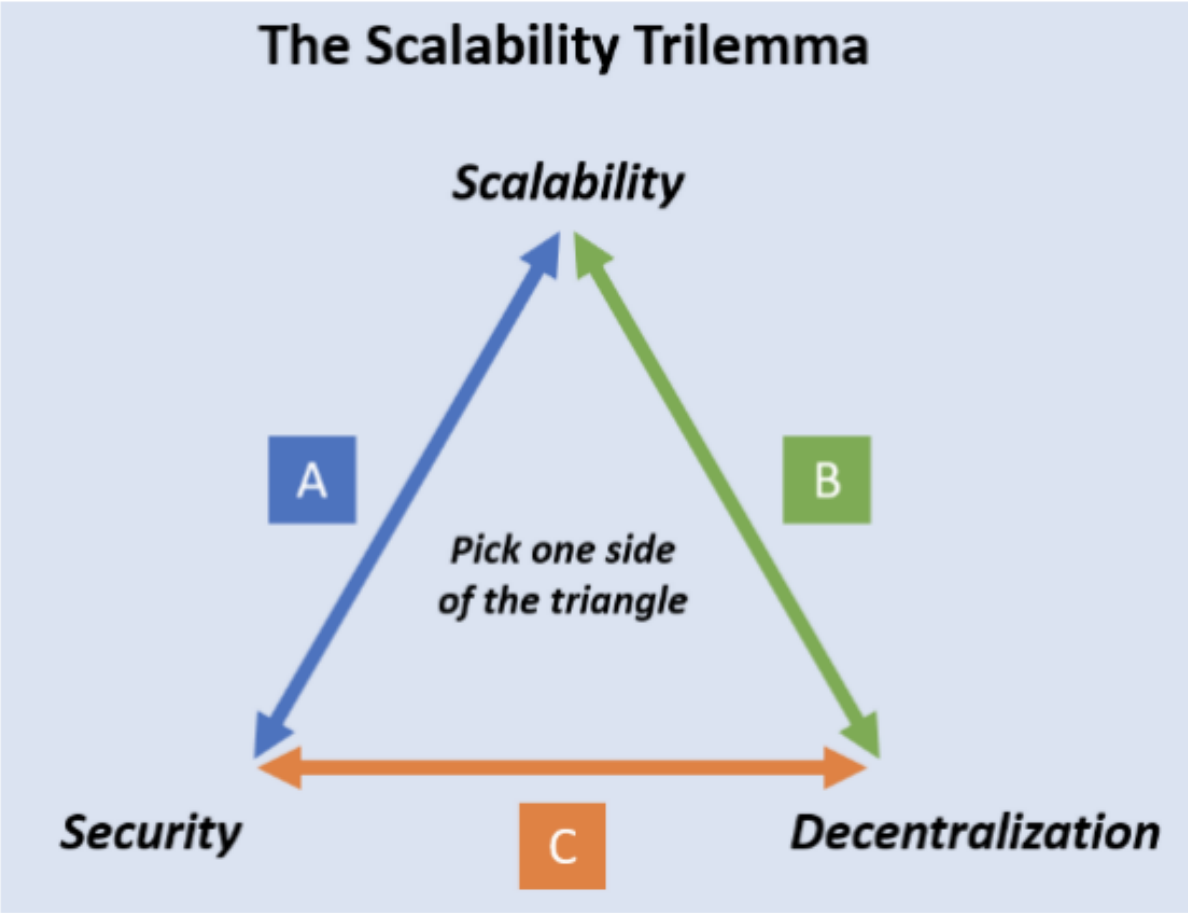 The Scalability Trilemma
Scalability
A
B
Pick one side
of the triangle
Security
C
Decentralization